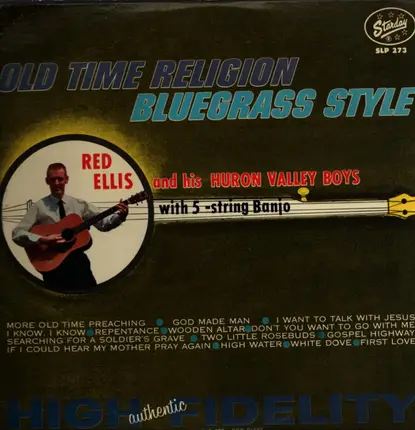 Starday
SLP 273
OLD TIME RELIGION
BLUEGRASS STYLE
RED
ELLIS
and his HURON VALLEY BOYS
with 5-string Banjo
MORE OLD TIME PREACHING • GOD MADE MAN • I WANT TO TALK WITH JESUS
I KNOW, I KNOW • REPENTANCE • WOODEN ALTAR • DON'T YOU WANT TO GO WITH ME
SEARCHING FOR A SOLDIER'S GRAVE • TWO LITTLE ROSEBUDS • GOSPEL HIGHWAY
IF I COULD HEAR MY MOTHER PRAY AGAIN • HIGH WATER • WHITE DOVE • FIRST LOVE
authentic
HIGH FIDELITY